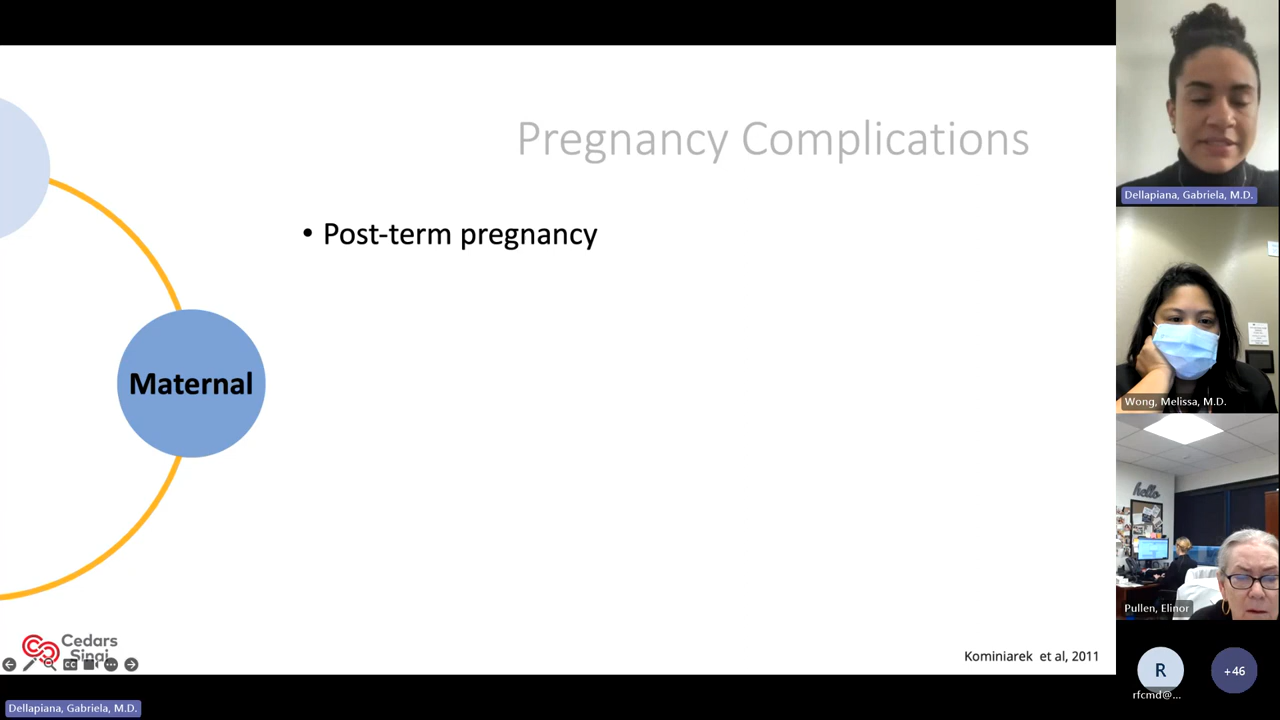 Pregnancy Complications
• Post-term pregnancy
Maternal
Cedars
Sinai
Kominiarek et al, 2011
Dellapiana, Gabriela, M.D.
Dellapiana, Gabriela, M.D.
Wong, Melissa, M.D.
hello
Pullen, Elinor
R
rfcmd@...
+46